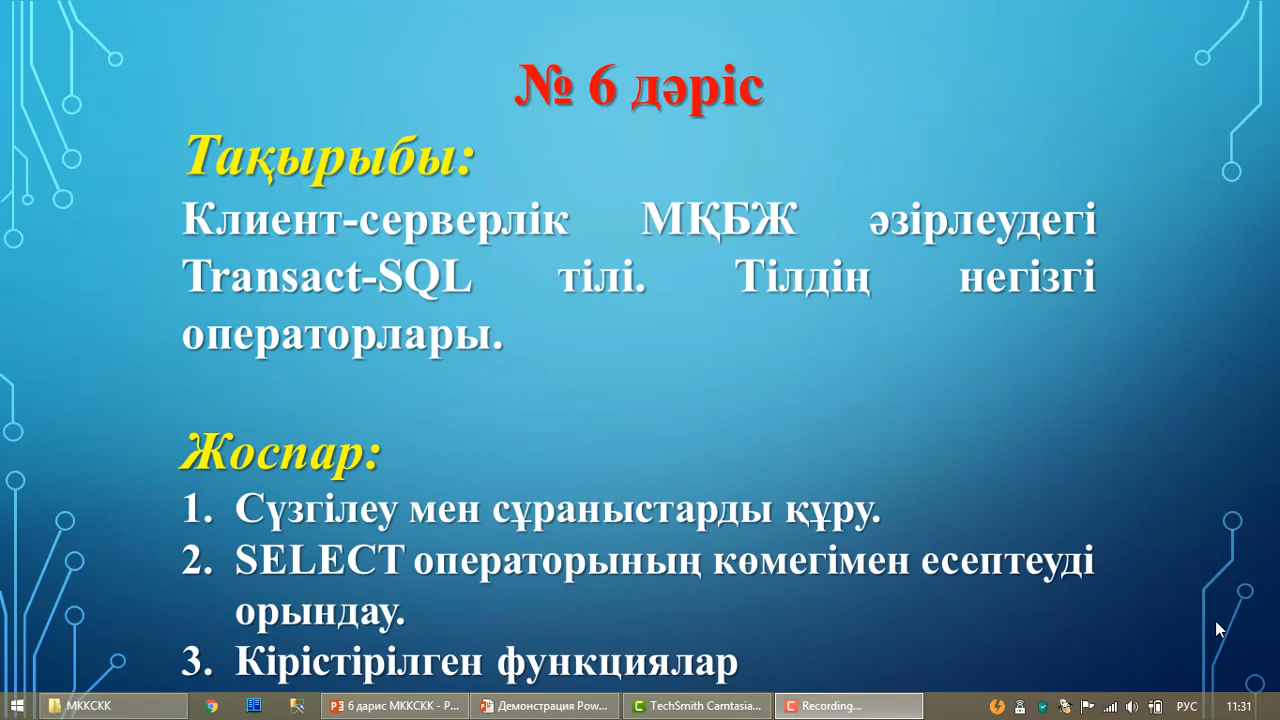 № 6 дәріс
Тақырыбы:
Клиент-серверлік МҚБЖ әзірлеудегі
Transact-SQL тілі. Тілдің негізгі
операторлары.
Жоспар:
1. Сүзгілеу мен сұраныстарды құру.
2. SELECT операторының көмегімен есептеуді
орындау.
3. Кірістірілген функциялар
МККСКК
6 дарис МККСКК - P...
Демонстрация Pow...
TechSmith Camtasia...
Recording...
РУС
11:31